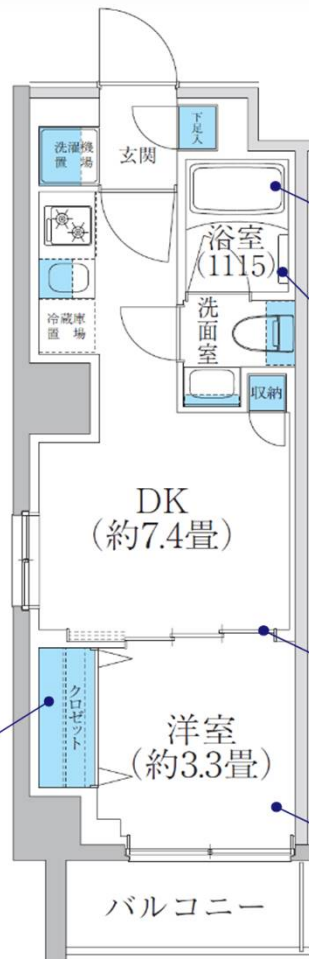 下足入
洗濯機
置　場
玄関
浴室
(1115)
冷蔵庫
置　場
洗面室
収納
DK
(約7.4畳)
クロゼット
洋室
(約3.3畳)
バルコニー